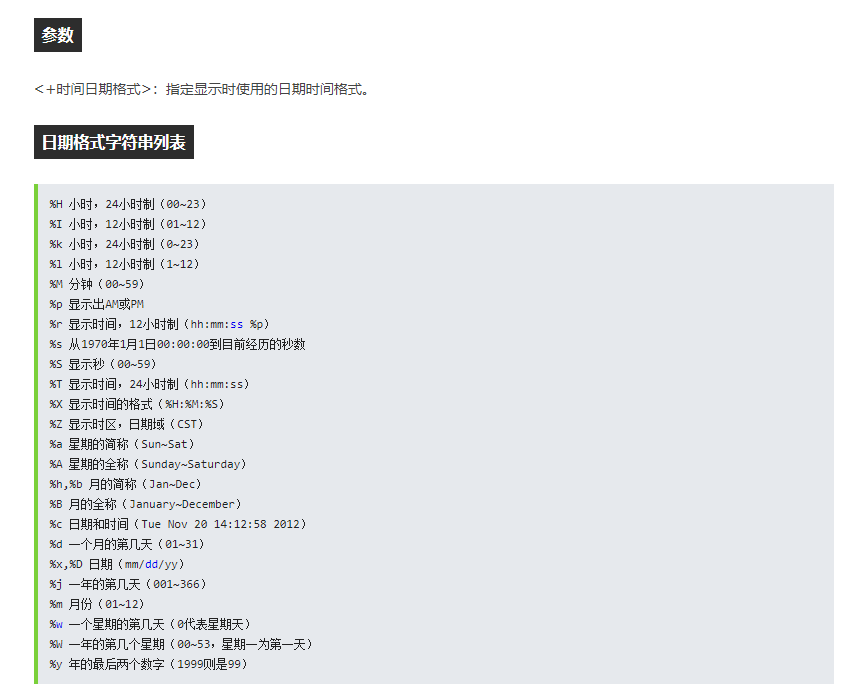 参数
<+时间日期格式>：指定显示时使用的日期时间格式。
日期格式字符串列表
%H 小时，24小时制（00~23）
%I 小时，12小时制（01~12）
%k 小时，24小时制（0~23）
%l 小时，12小时制（1~12）
%M 分钟（00~59）
%p 显示出AM或PM
%r 显示时间，12小时制（hh:mm:ss %p）
%s 从1970年1月1日00:00:00到目前经历的秒数
%S 显示秒（00~59）
%T 显示时间，24小时制（hh:mm:ss）
%X 显示时间的格式（%H:%M:%S）
%Z 显示时区，日期域（CST）
%a 星期的简称（Sun~Sat）
%A 星期的全称（Sunday~Saturday）
%h,%b 月的简称（Jan~Dec）
%B 月的全称（January~December）
%c 日期和时间（Tue Nov 20 14:12:58 2012）
%d 一个月的第几天（01~31）
%x,%D 日期（mm/dd/yy）
%j 一年的第几天（001~366）
%m 月份（01~12）
%w 一个星期的第几天（0代表星期天）
%W 一年的第几个星期（00~53，星期一为第一天）
%y 年的最后两个数字（1999则是99）